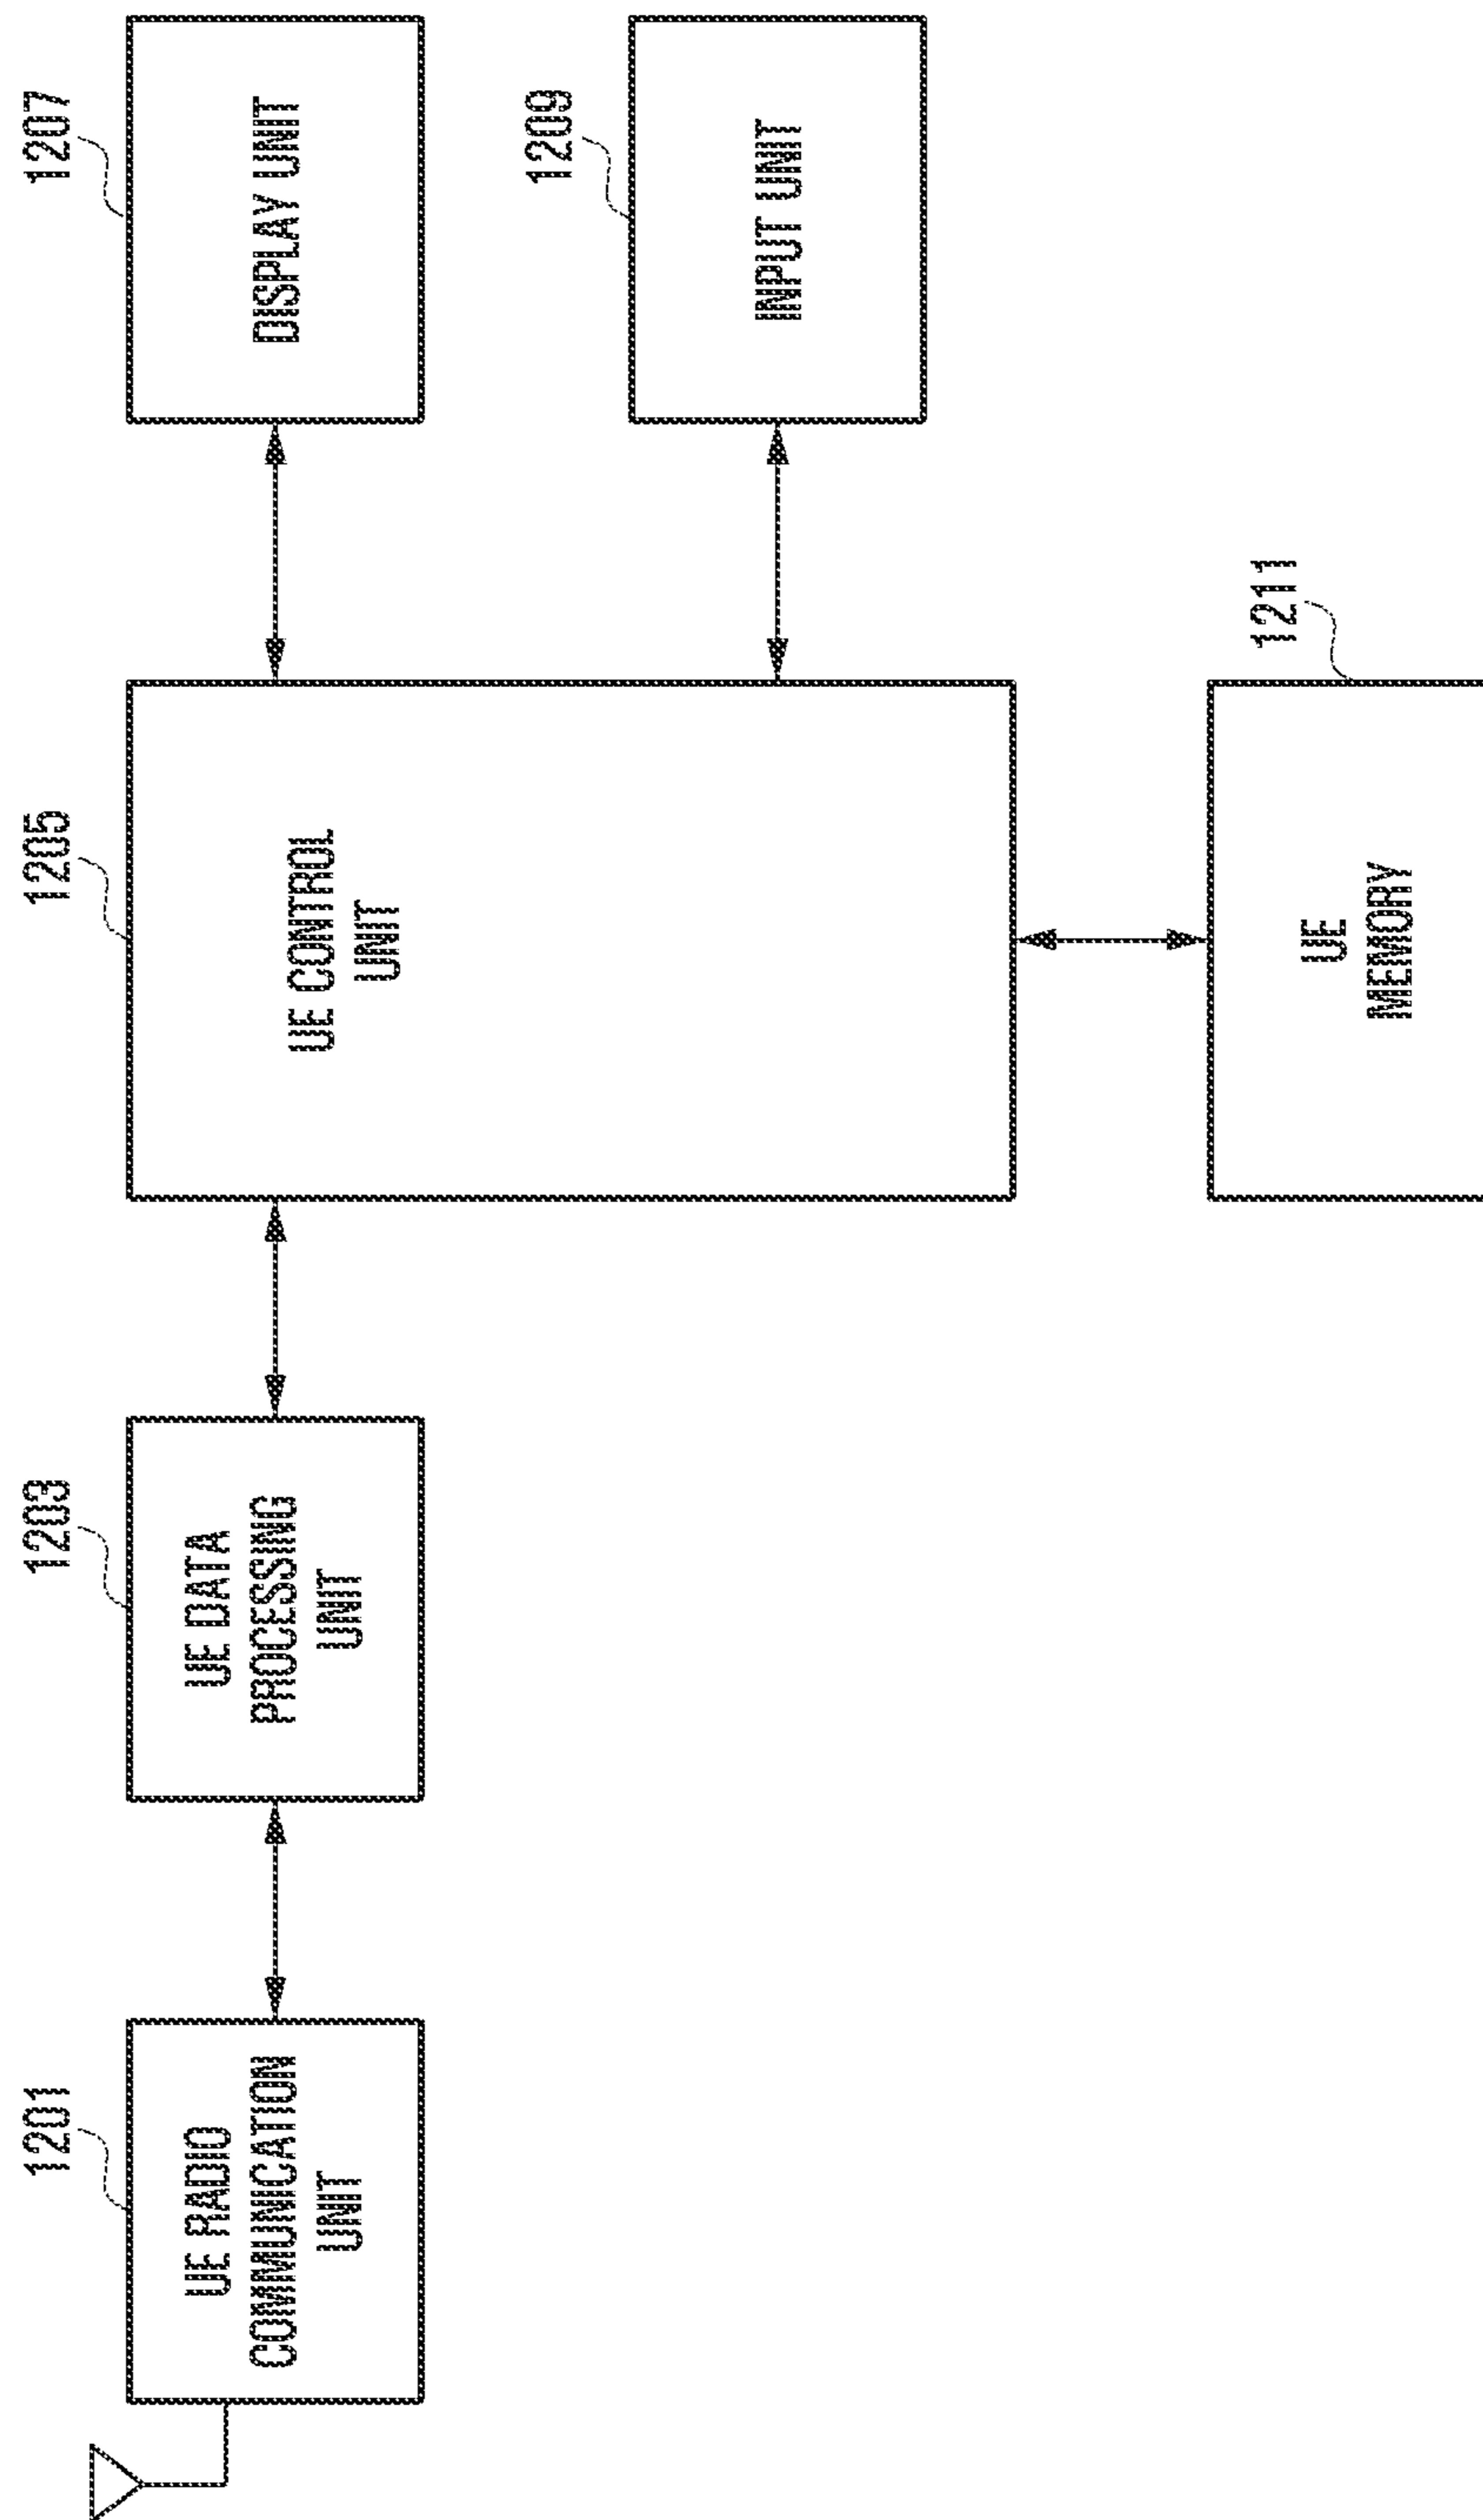 1201
UE RADIO
COMMUNICATION
UNIT
1203
UE DATA
PROCESSING
UNIT
1205
UE CONTROL
UNIT
1207
DISPLAY UNIT
1209
INPUT UNIT
1211
UE
MEMORY